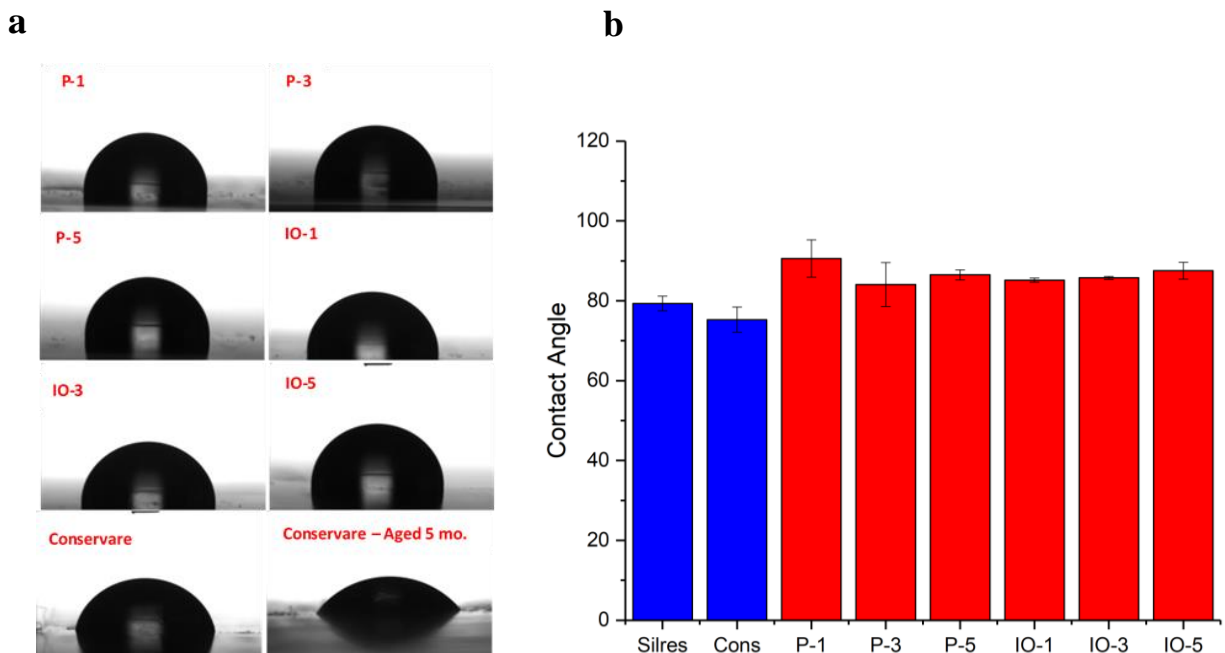 a
b
P-1
P-3
P-5
IO-1
IO-3
IO-5
Conservare
Conservare – Aged 5 mo.
120
100
80
60
40
20
0
Contact Angle
Silres Cons P-1 P-3 P-5 IO-1 IO-3 IO-5